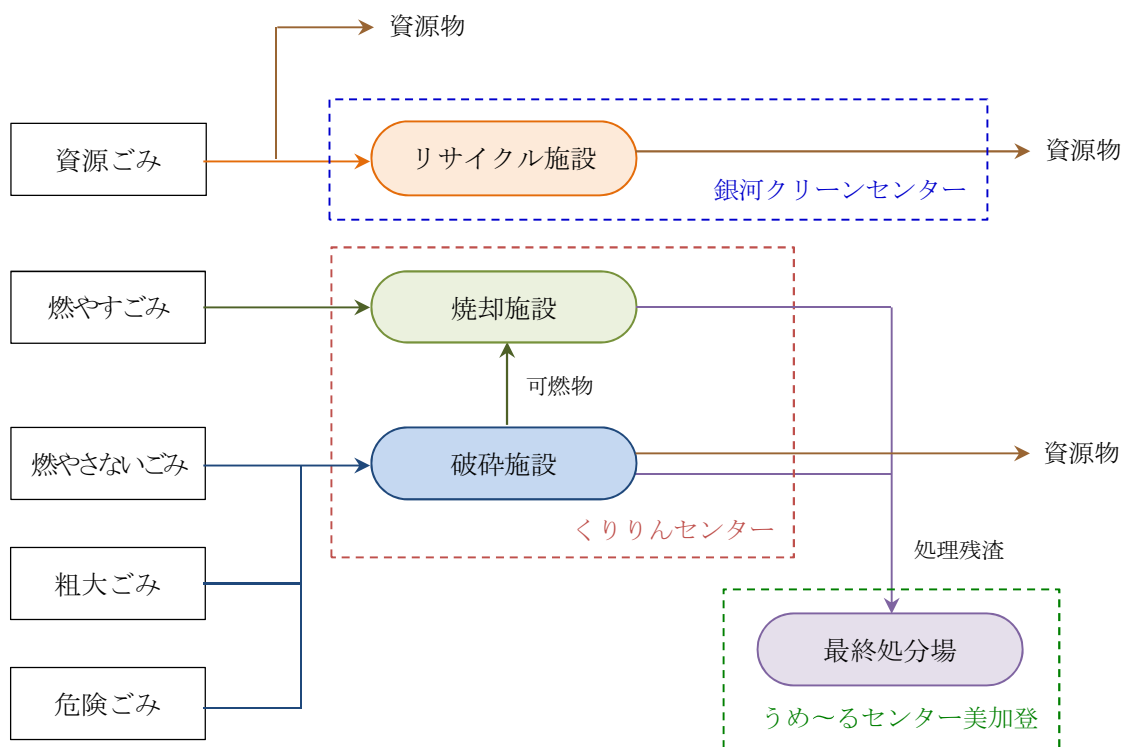 資源物
資源ごみ
リサイクル施設
資源物
銀河クリーンセンター
燃やすごみ
焼却施設
可燃物
燃やさないごみ
破砕施設
資源物
くりりんセンター
処理残渣
粗大ごみ
最終処分場
危険ごみ
うめ～るセンター美加登